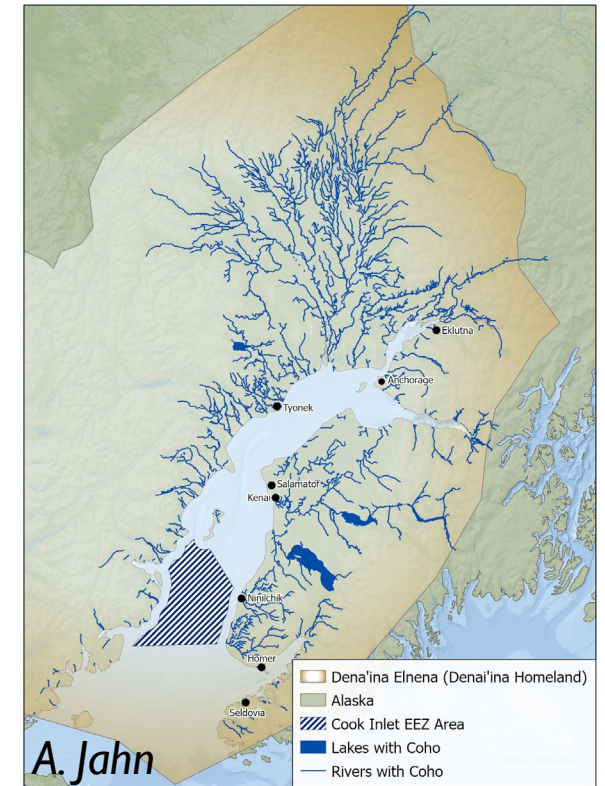 Eklutna
Anchorage
Tyonek
Salamatof
Kenai
Ninilchik
Homer
Seldovia
Dena'ina Elnena (Denai'ina Homeland)
Alaska
Cook Inlet EEZ Area
Lakes with Coho
Rivers with Coho
A. Jahn